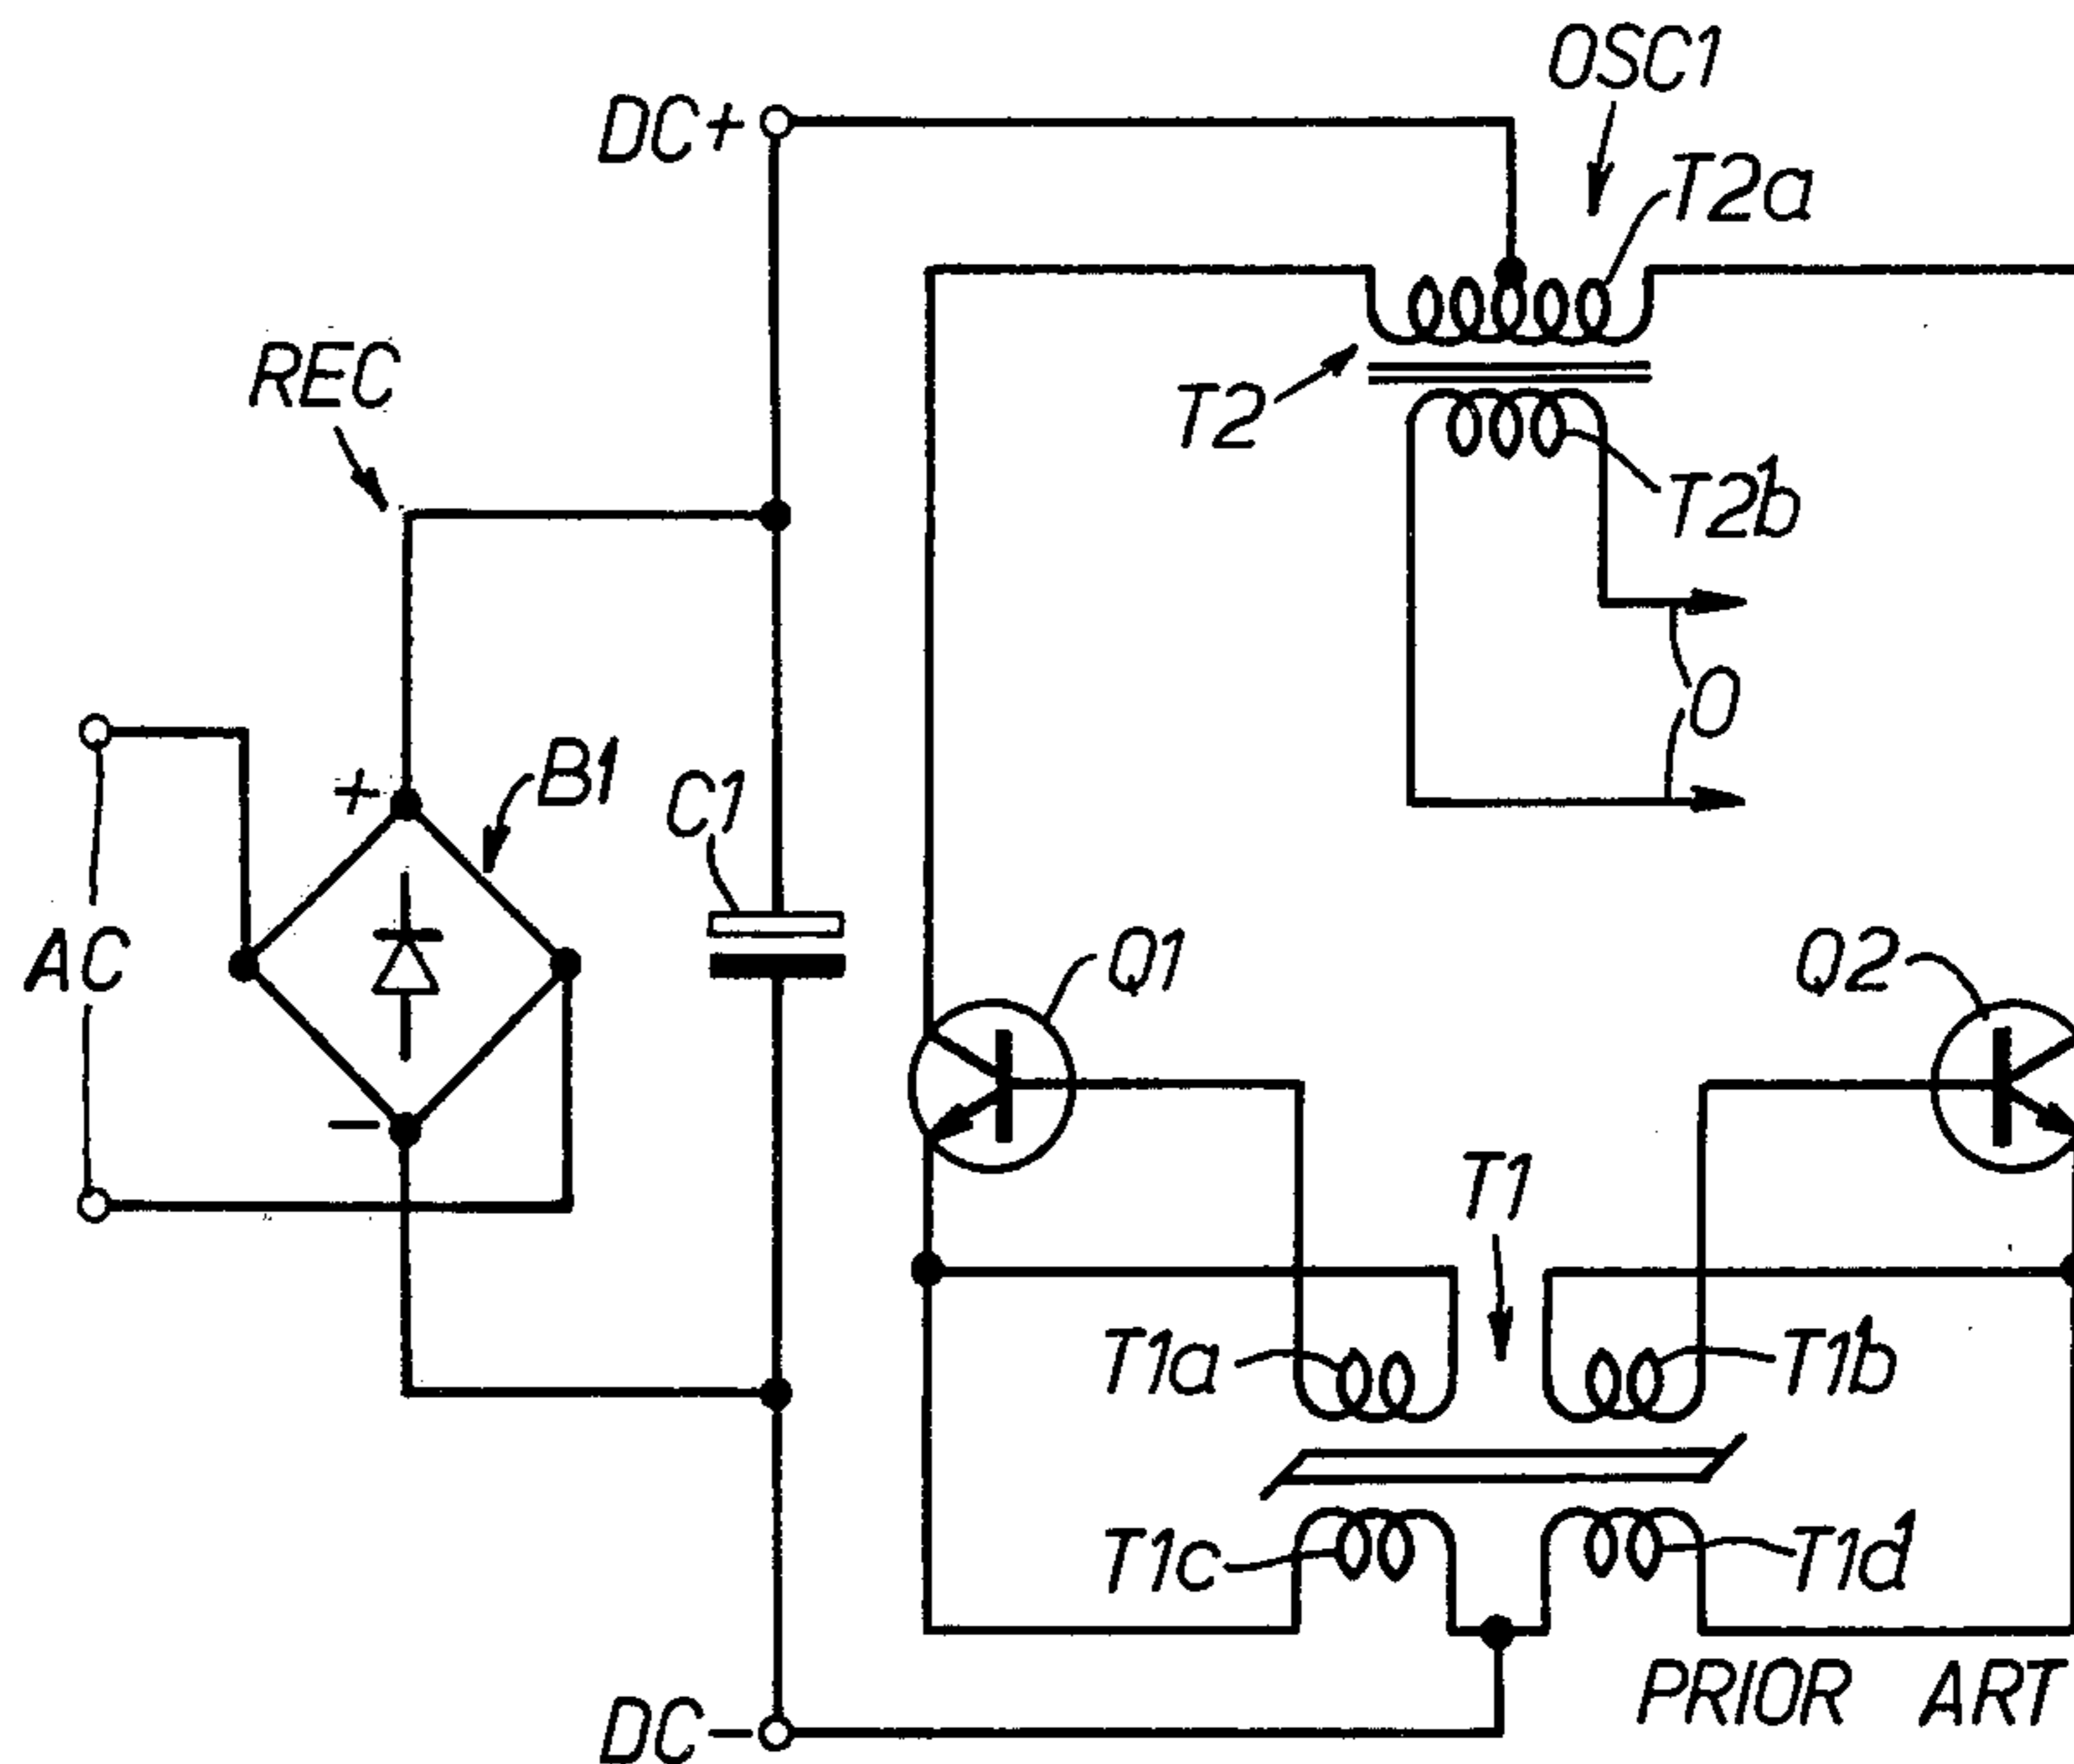 OSC1
DC+
T2a
REC
T2
T2b
O
+
B1
C1
AC
Q1
Q2
−
T1
T1a
T1b
T1c
T1d
PRIOR ART
DC−